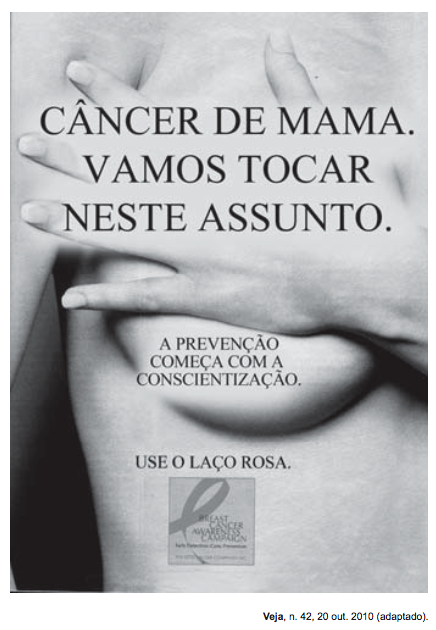 CÂNCER DE MAMA.
VAMOS TOCAR
NESTE ASSUNTO.
A PREVENÇÃO
COMEÇA COM A
CONSCIENTIZAÇÃO.
USE O LAÇO ROSA.
BREAST
CANCER
AWARENESS
CAMPAIGN
Veja, n. 42, 20 out. 2010 (adaptado).